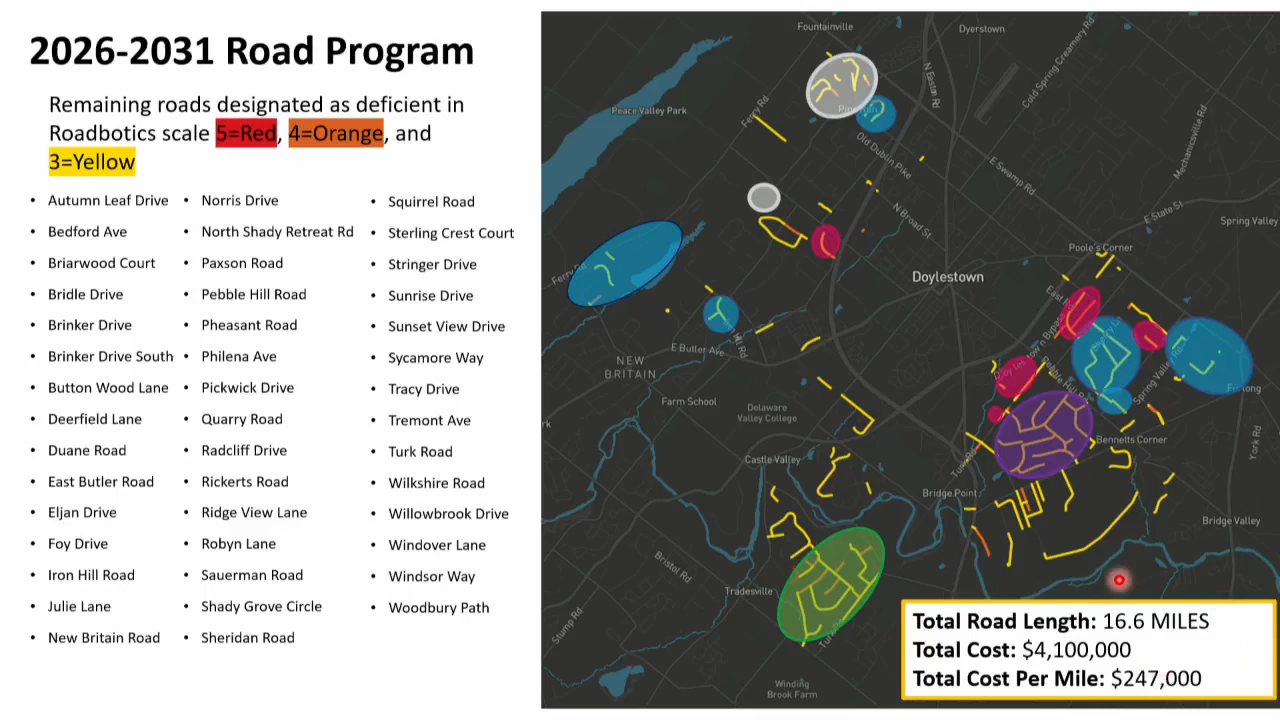 2026-2031 Road Program
Remaining roads designated as deficient in
Roadbotics scale 5=Red, 4=Orange, and
3=Yellow
• Autumn Leaf Drive
• Bedford Ave
• Briarwood Court
• Bridle Drive
• Brinker Drive
• Brinker Drive South
• Button Wood Lane
• Deerfield Lane
• Duane Road
• East Butler Road
• Eljan Drive
• Foy Drive
• Iron Hill Road
• Julie Lane
• New Britain Road
• Norris Drive
• North Shady Retreat Rd
• Paxson Road
• Pebble Hill Road
• Pheasant Road
• Philena Ave
• Pickwick Drive
• Quarry Road
• Radcliff Drive
• Rickerts Road
• Ridge View Lane
• Robyn Lane
• Sauerman Road
• Shady Grove Circle
• Sheridan Road
• Squirrel Road
• Sterling Crest Court
• Stringer Drive
• Sunrise Drive
• Sunset View Drive
• Sycamore Way
• Tracy Drive
• Tremont Ave
• Turk Road
• Wilkshire Road
• Willowbrook Drive
• Windover Lane
• Windsor Way
• Woodbury Path
Fountainville
Dyerstown
N Easton Rd
Cold Spring Creamery Rd
Peace Valley Park
Ferry Rd
Old Dublin Pike
Mechanicsville Rd
E Swamp Rd
N Broad St
E State St
Spring Valley
Poole's Corner
Doylestown
Ferry
E Butler Ave
NEW
BRITAIN
Farm School
Delaware
Valley College
Pebble Hill
Spring Valley
Bennetts Corner
York Rd
Castle Valley
Bridge Point
Bridge Valley
Bristol Rd
Tradesville
Stump Rd
Winding
Brook Farm
Total Road Length: 16.6 MILES
Total Cost: $4,100,000
Total Cost Per Mile: $247,000